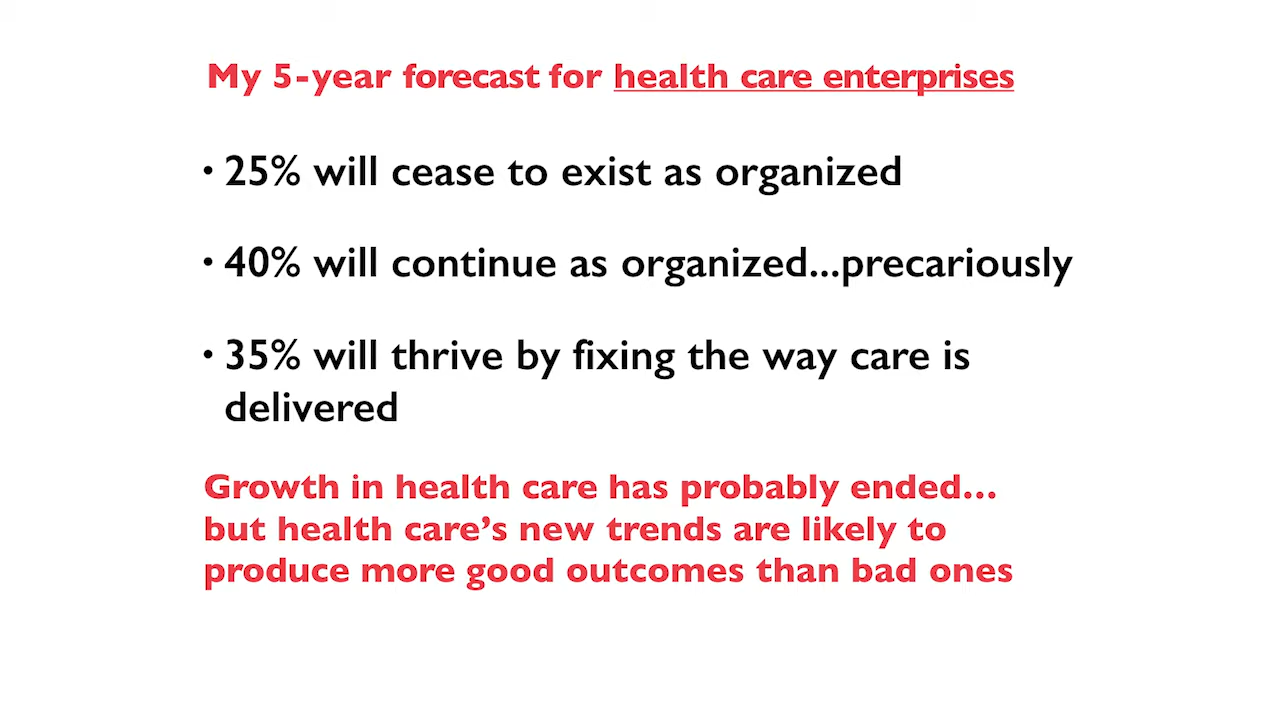 My 5-year forecast for health care enterprises
• 25% will cease to exist as organized
• 40% will continue as organized...precariously
• 35% will thrive by fixing the way care is
delivered
Growth in health care has probably ended...
but health care’s new trends are likely to
produce more good outcomes than bad ones